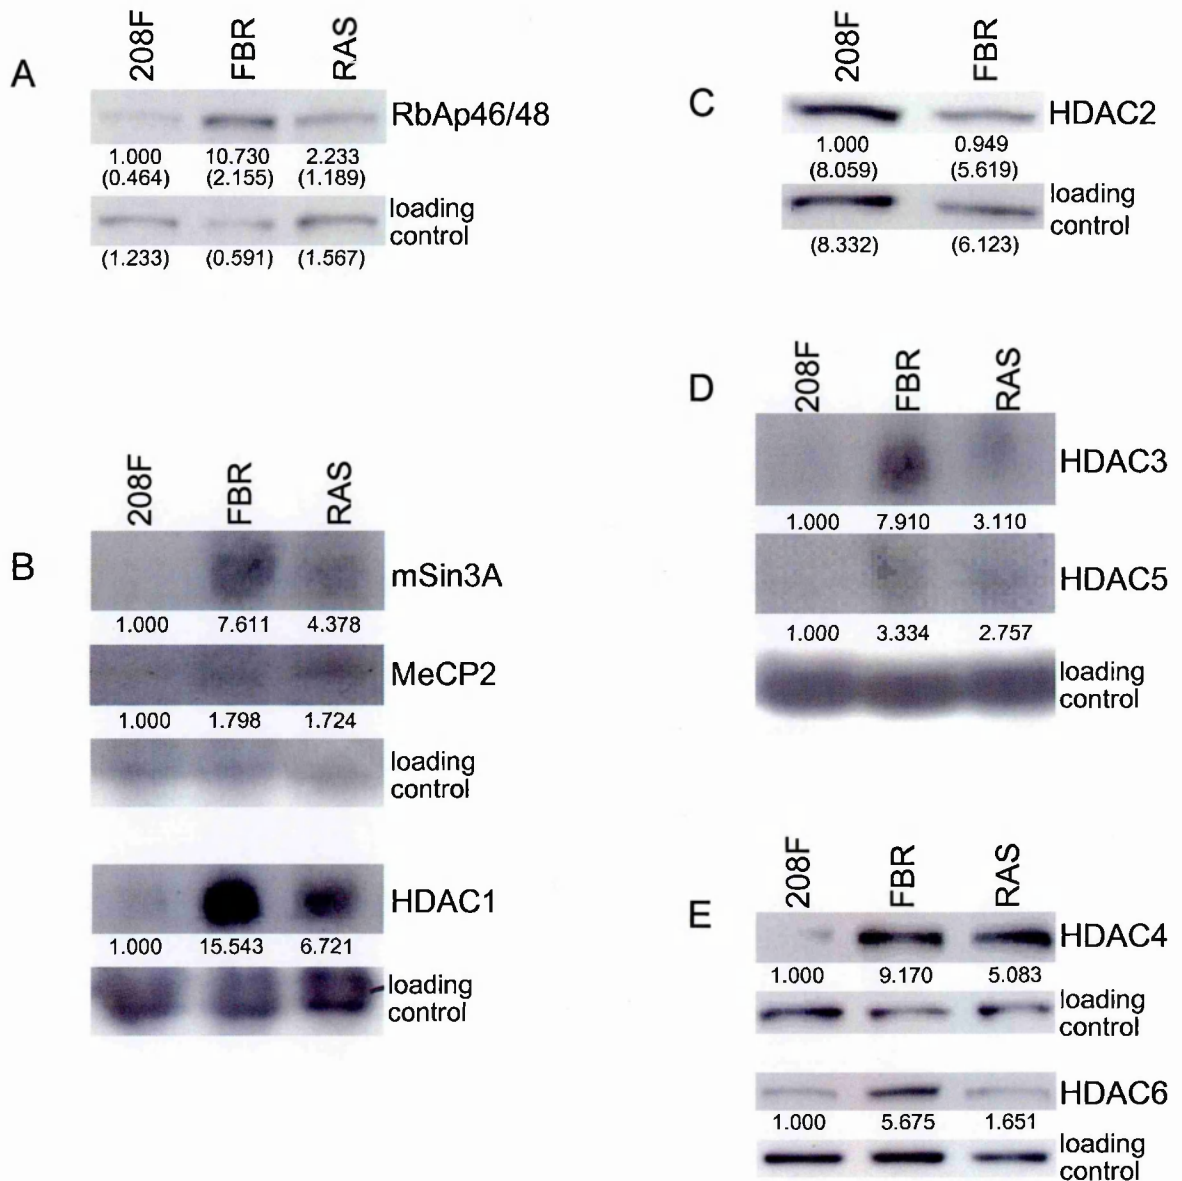 A
208F FBR RAS
RbAp46/48
1.000 10.730 2.233
(0.464) (2.155) (1.189)
loading
control
(1.233) (0.591) (1.567)
B
208F FBR RAS
mSin3A
1.000 7.611 4.378
MeCP2
1.000 1.798 1.724
loading
control
HDAC1
1.000 15.543 6.721
loading
control
C
208F FBR
HDAC2
1.000 0.949
(8.059) (5.619)
loading
control
(8.332) (6.123)
D
208F FBR RAS
HDAC3
1.000 7.910 3.110
HDAC5
1.000 3.334 2.757
loading
control
E
208F FBR RAS
HDAC4
1.000 9.170 5.083
loading
control
HDAC6
1.000 5.675 1.651
loading
control